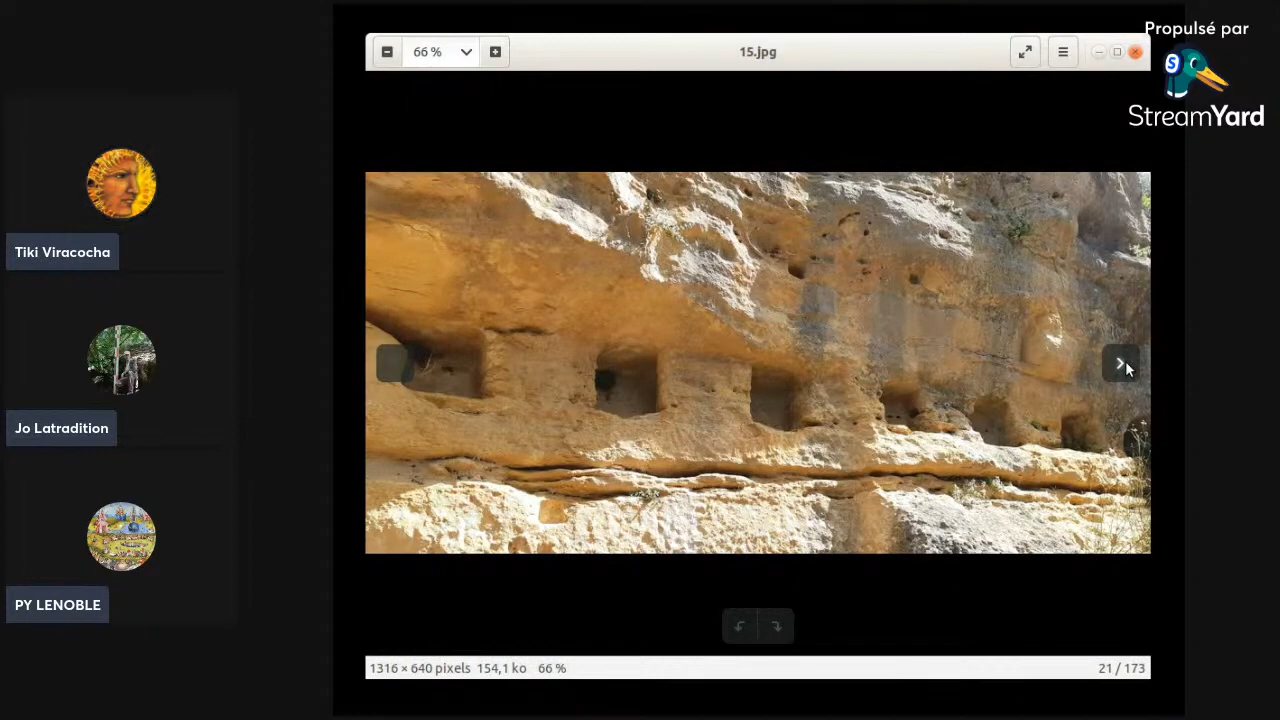 Propulsé par
StreamYard
66 %
15.jpg
Tiki Viracocha
Jo Latradition
PY LENOBLE
1316 × 640 pixels 154,1 ko 66 %
21 / 173